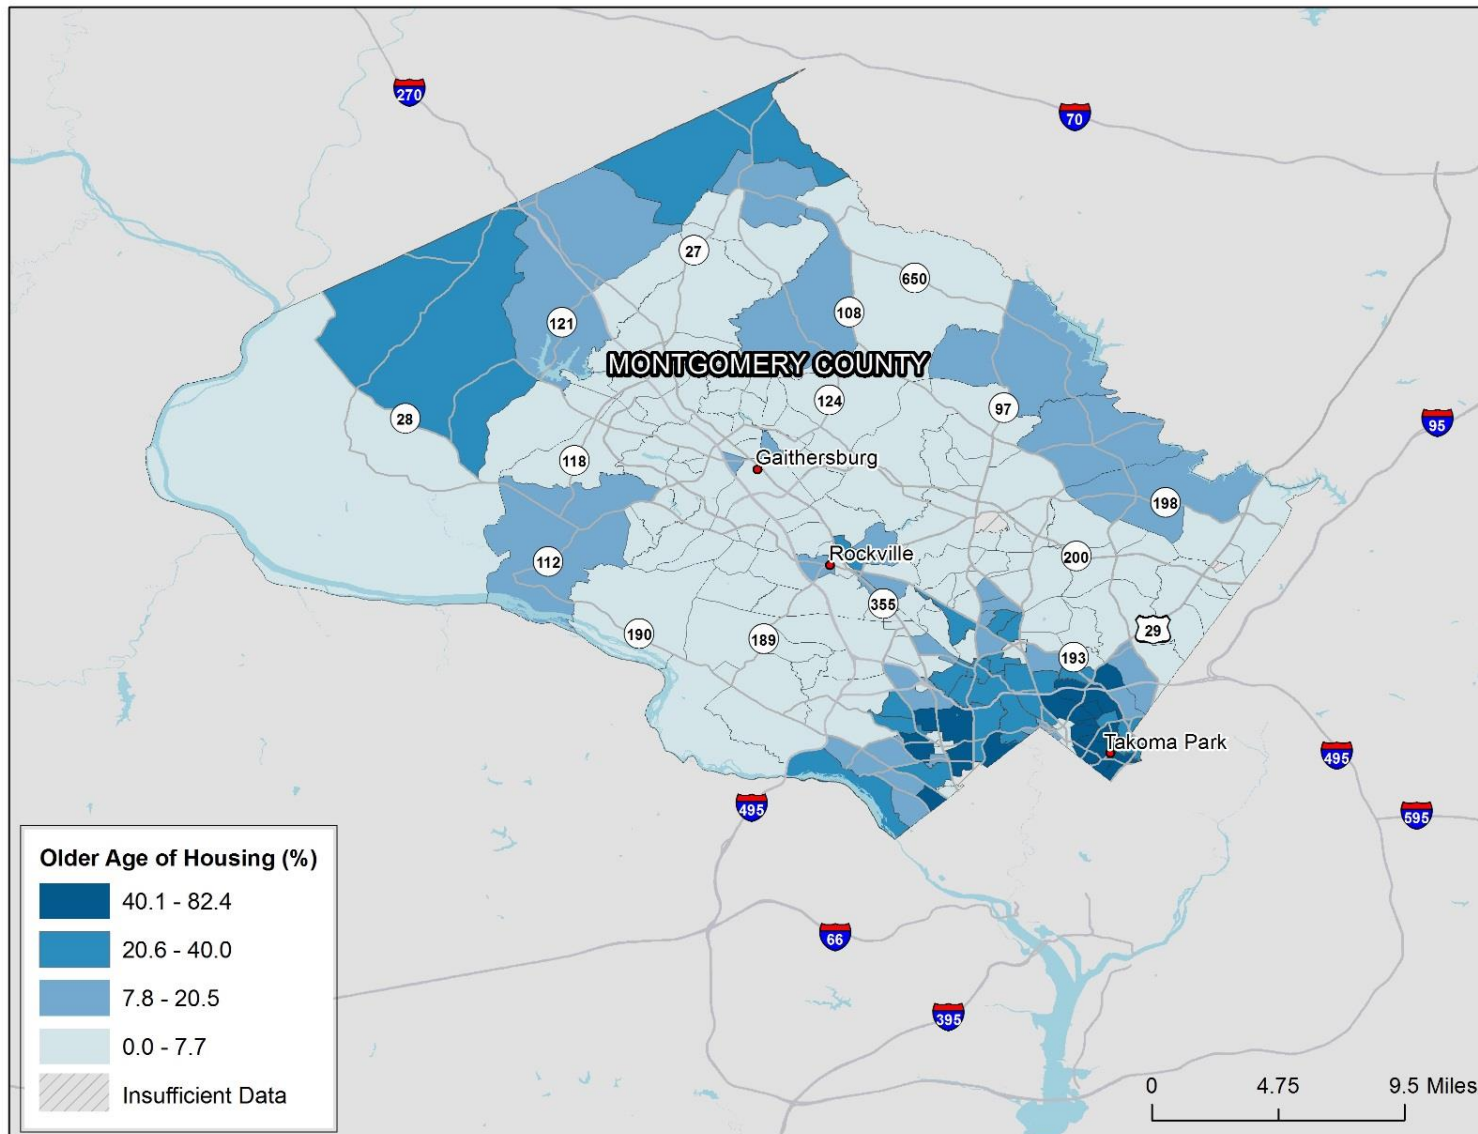 270
70
27
650
121
108
MONTGOMERY COUNTY
124
97
28
95
Gaithersburg
118
198
Rockville
200
112
355
190
189
29
193
Takoma Park
495
495
595
66
395
Older Age of Housing (%)
40.1 - 82.4
20.6 - 40.0
7.8 - 20.5
0.0 - 7.7
Insufficient Data
0 4.75 9.5 Miles